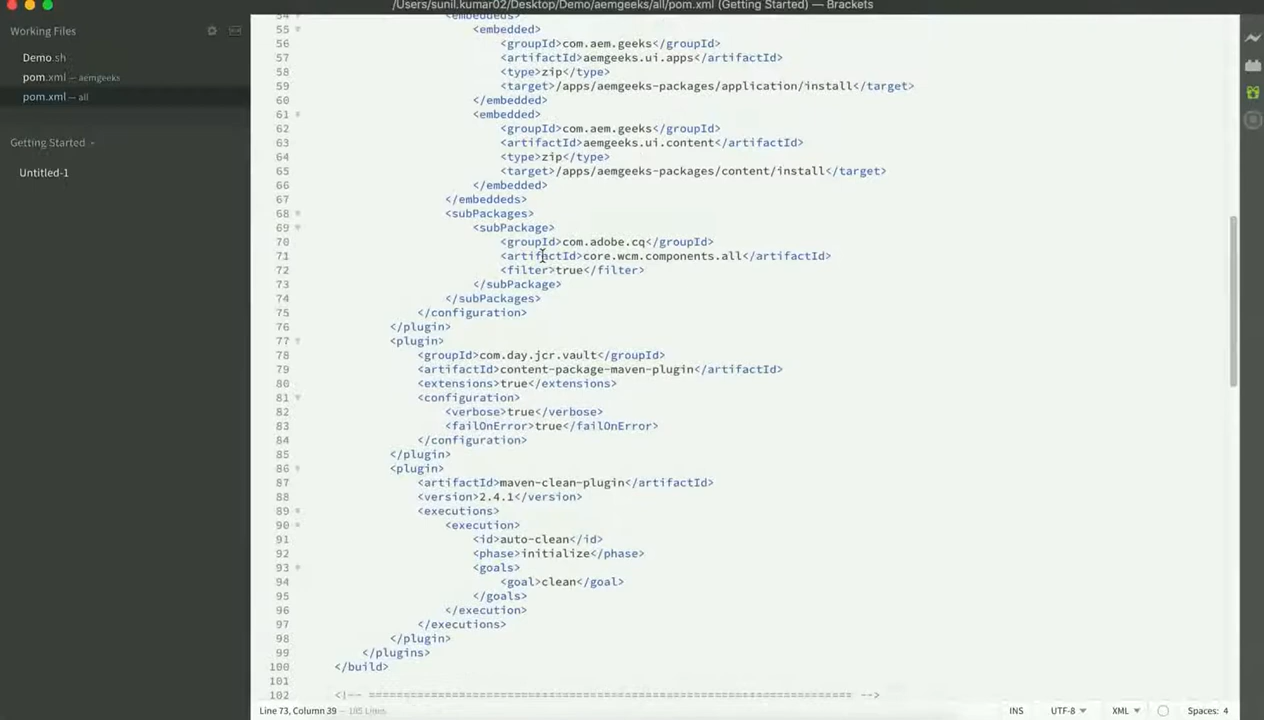 /Users/sunil.kumar02/Desktop/Demo/aemgeeks/all/pom.xml (Getting Started) — Brackets
Working Files
Demo.sh
pom.xml — aemgeeks
pom.xml — all
Getting Started
Untitled-1
54 <embeddeds>
55 <embedded>
56 <groupId>com.aem.geeks</groupId>
57 <artifactId>aemgeeks.ui.apps</artifactId>
58 <type>zip</type>
59 <target>/apps/aemgeeks-packages/application/install</target>
60 </embedded>
61 <embedded>
62 <groupId>com.aem.geeks</groupId>
63 <artifactId>aemgeeks.ui.content</artifactId>
64 <type>zip</type>
65 <target>/apps/aemgeeks-packages/content/install</target>
66 </embedded>
67 </embeddeds>
68 <subPackages>
69 <subPackage>
70 <groupId>com.adobe.cq</groupId>
71 <artifactId>core.wcm.components.all</artifactId>
72 <filter>true</filter>
73 </subPackage>
74 </subPackages>
75 </configuration>
76 </plugin>
77 <plugin>
78 <groupId>com.day.jcr.vault</groupId>
79 <artifactId>content-package-maven-plugin</artifactId>
80 <extensions>true</extensions>
81 <configuration>
82 <verbose>true</verbose>
83 <failOnError>true</failOnError>
84 </configuration>
85 </plugin>
86 <plugin>
87 <artifactId>maven-clean-plugin</artifactId>
88 <version>2.4.1</version>
89 <executions>
90 <execution>
91 <id>auto-clean</id>
92 <phase>initialize</phase>
93 <goals>
94 <goal>clean</goal>
95 </goals>
96 </execution>
97 </executions>
98 </plugin>
99 </plugins>
100 </build>
101
102 <!-- ====================================================================== -->
Line 73, Column 39 — 185 Lines
INS UTF-8 XML Spaces: 4